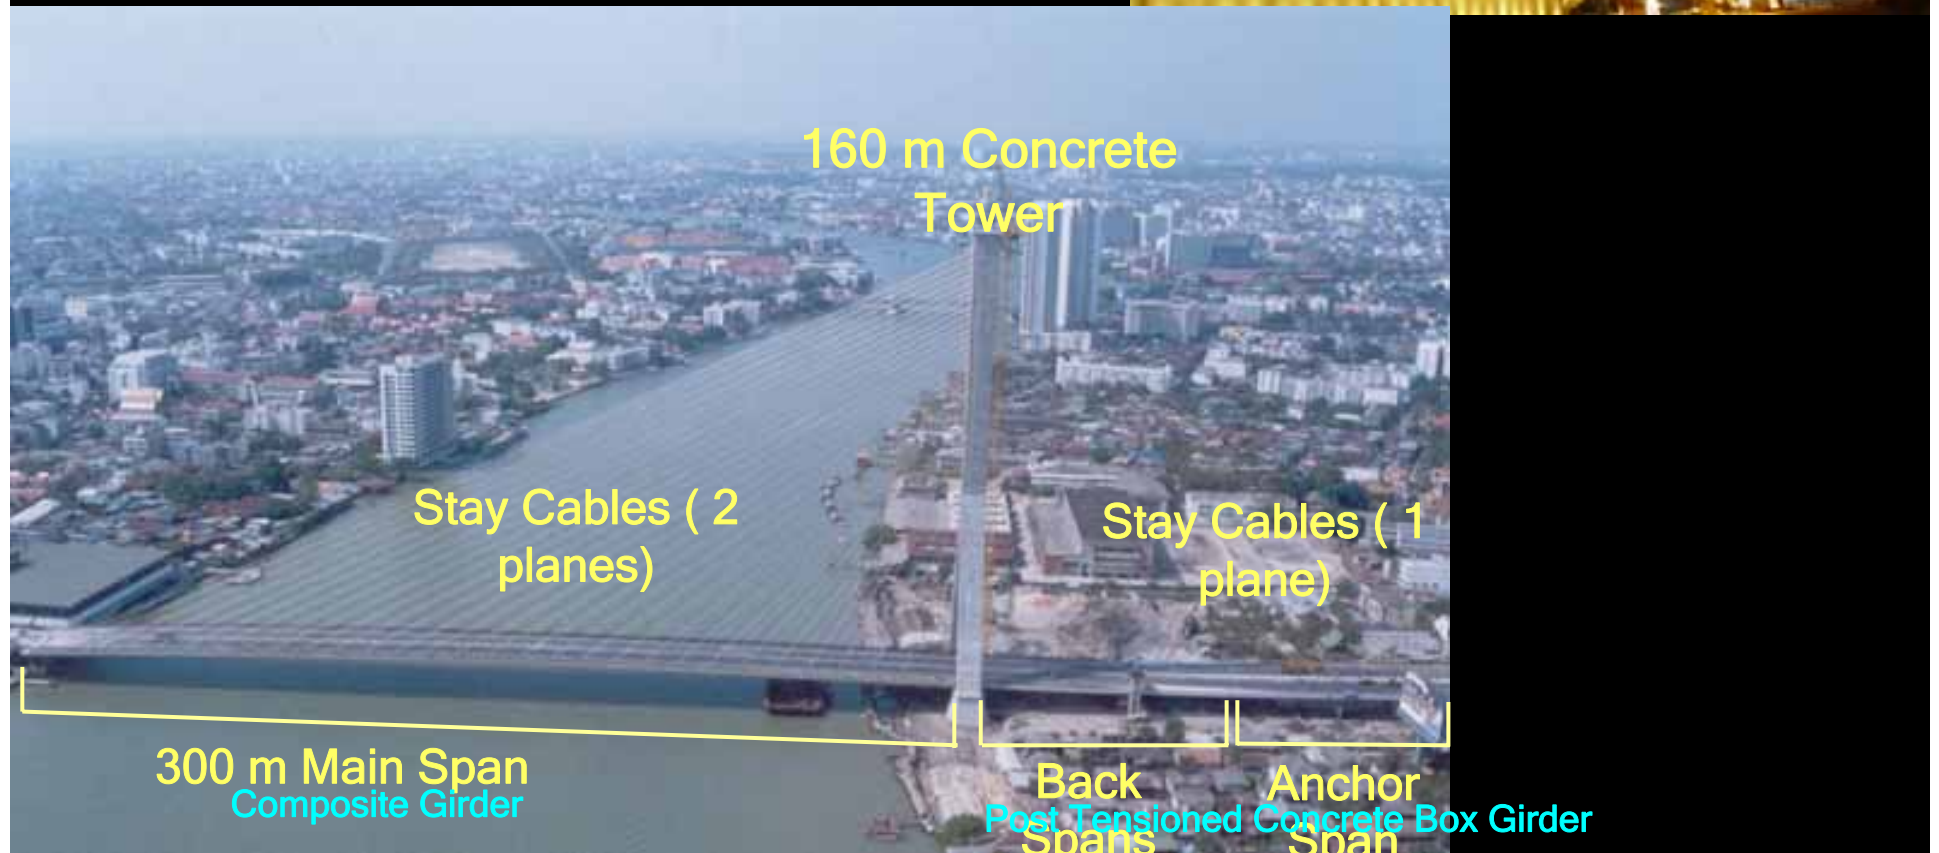 160 m Concrete
Tower
Stay Cables ( 2
planes)
Stay Cables ( 1
plane)
300 m Main Span
Composite Girder
Back
Spans
Anchor
Span
Post Tensioned Concrete Box Girder